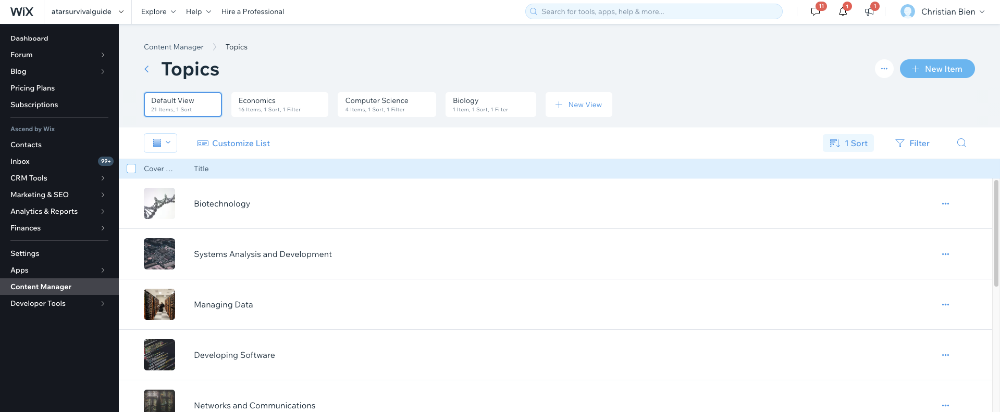 WiX
atarsurvivalguide
Explore
Help
Hire a Professional
Search for tools, apps, help & more...
11
1
1
Christian Bien
Dashboard
Forum
Blog
Pricing Plans
Subscriptions
Ascend by Wix
Contacts
Inbox
99+
CRM Tools
Marketing & SEO
Analytics & Reports
Finances
Settings
Apps
Content Manager
Developer Tools
Content Manager
Topics
Topics
New Item
Default View
21 Items, 1 Sort
Economics
16 Items, 1 Sort, 1 Filter
Computer Science
4 Items, 1 Sort, 1 Filter
Biology
1 Item, 1 Sort, 1 Filter
New View
Customize List
1 Sort
Filter
Cover ...
Title
Biotechnology
Systems Analysis and Development
Managing Data
Developing Software
Networks and Communications